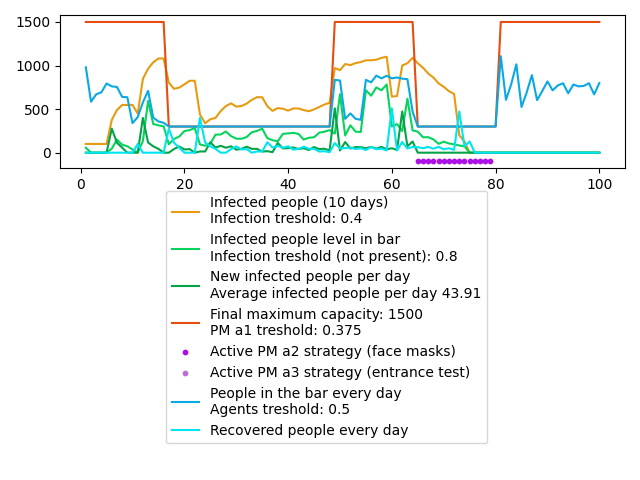 1500
1000
500
0
0 20 40 60 80 100
Infected people (10 days)
Infection treshold: 0.4
Infected people level in bar
Infection treshold (not present): 0.8
New infected people per day
Average infected people per day 43.91
Final maximum capacity: 1500
PM a1 treshold: 0.375
Active PM a2 strategy (face masks)
Active PM a3 strategy (entrance test)
People in the bar every day
Agents treshold: 0.5
Recovered people every day